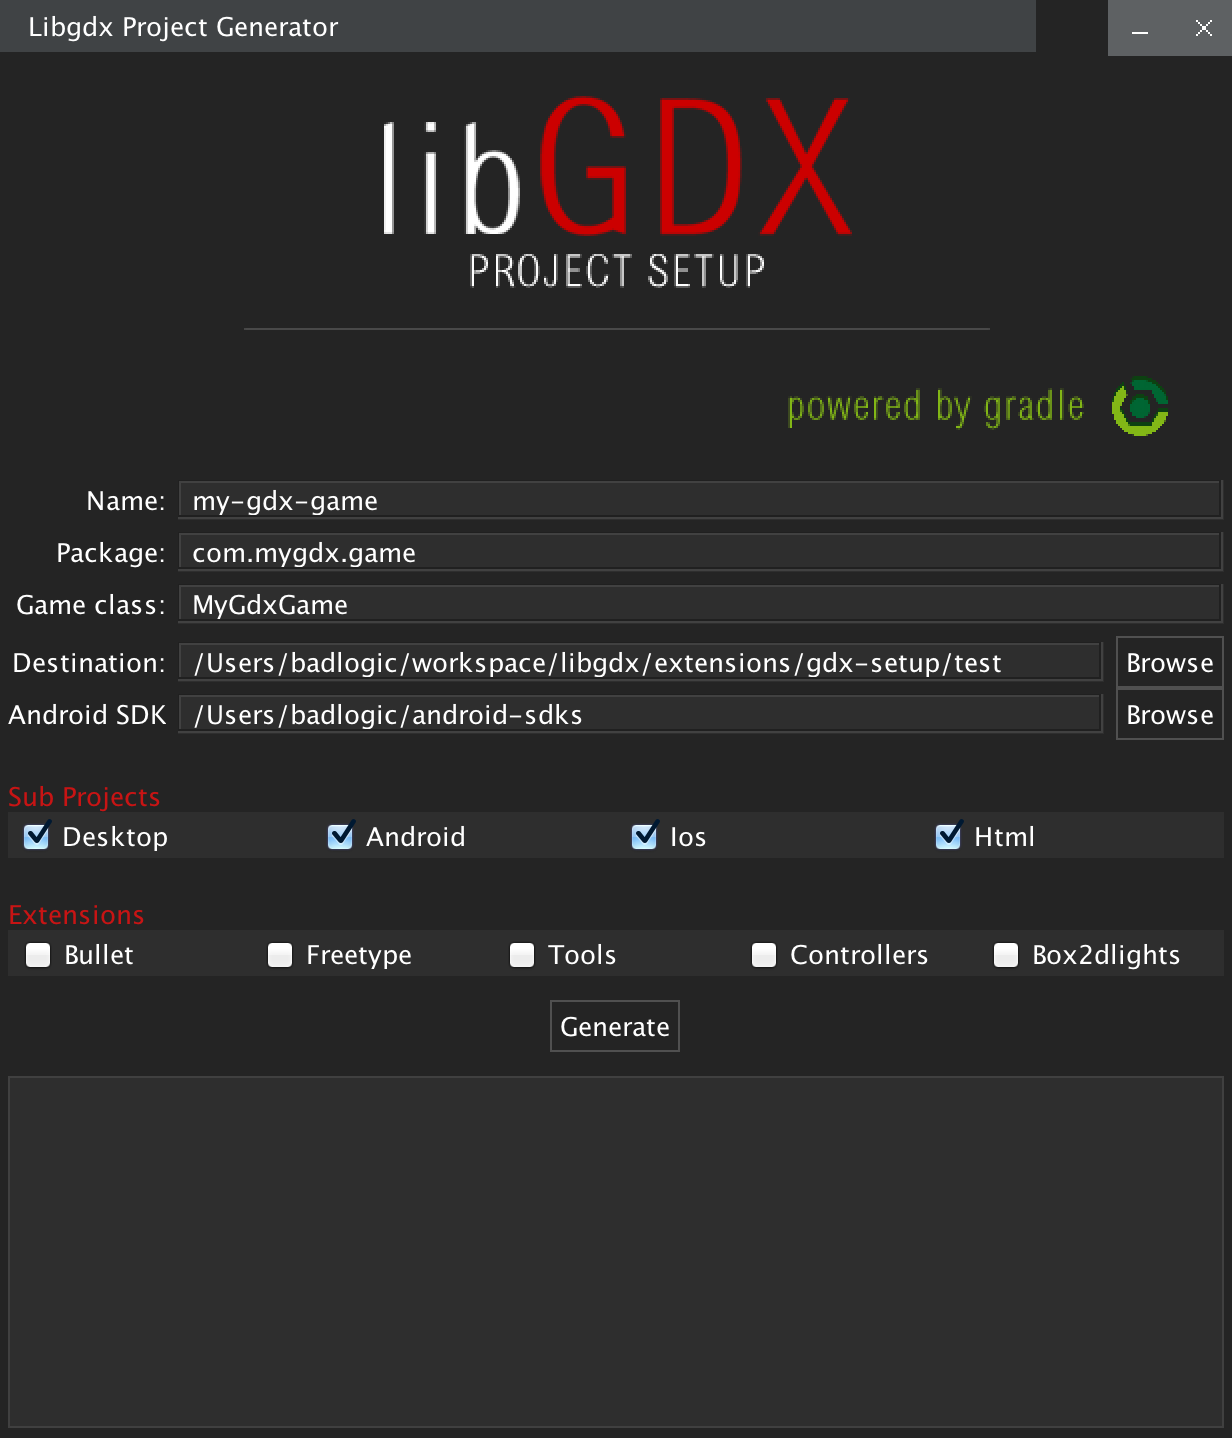 Libgdx Project Generator
libGDX
PROJECT SETUP
powered by gradle
Name: my-gdx-game
Package: com.mygdx.game
Game class: MyGdxGame
Destination: /Users/badlogic/workspace/libgdx/extensions/gdx-setup/test Browse
Android SDK /Users/badlogic/android-sdks Browse
Sub Projects
Desktop Android Ios Html
Extensions
Bullet Freetype Tools Controllers Box2dlights
Generate